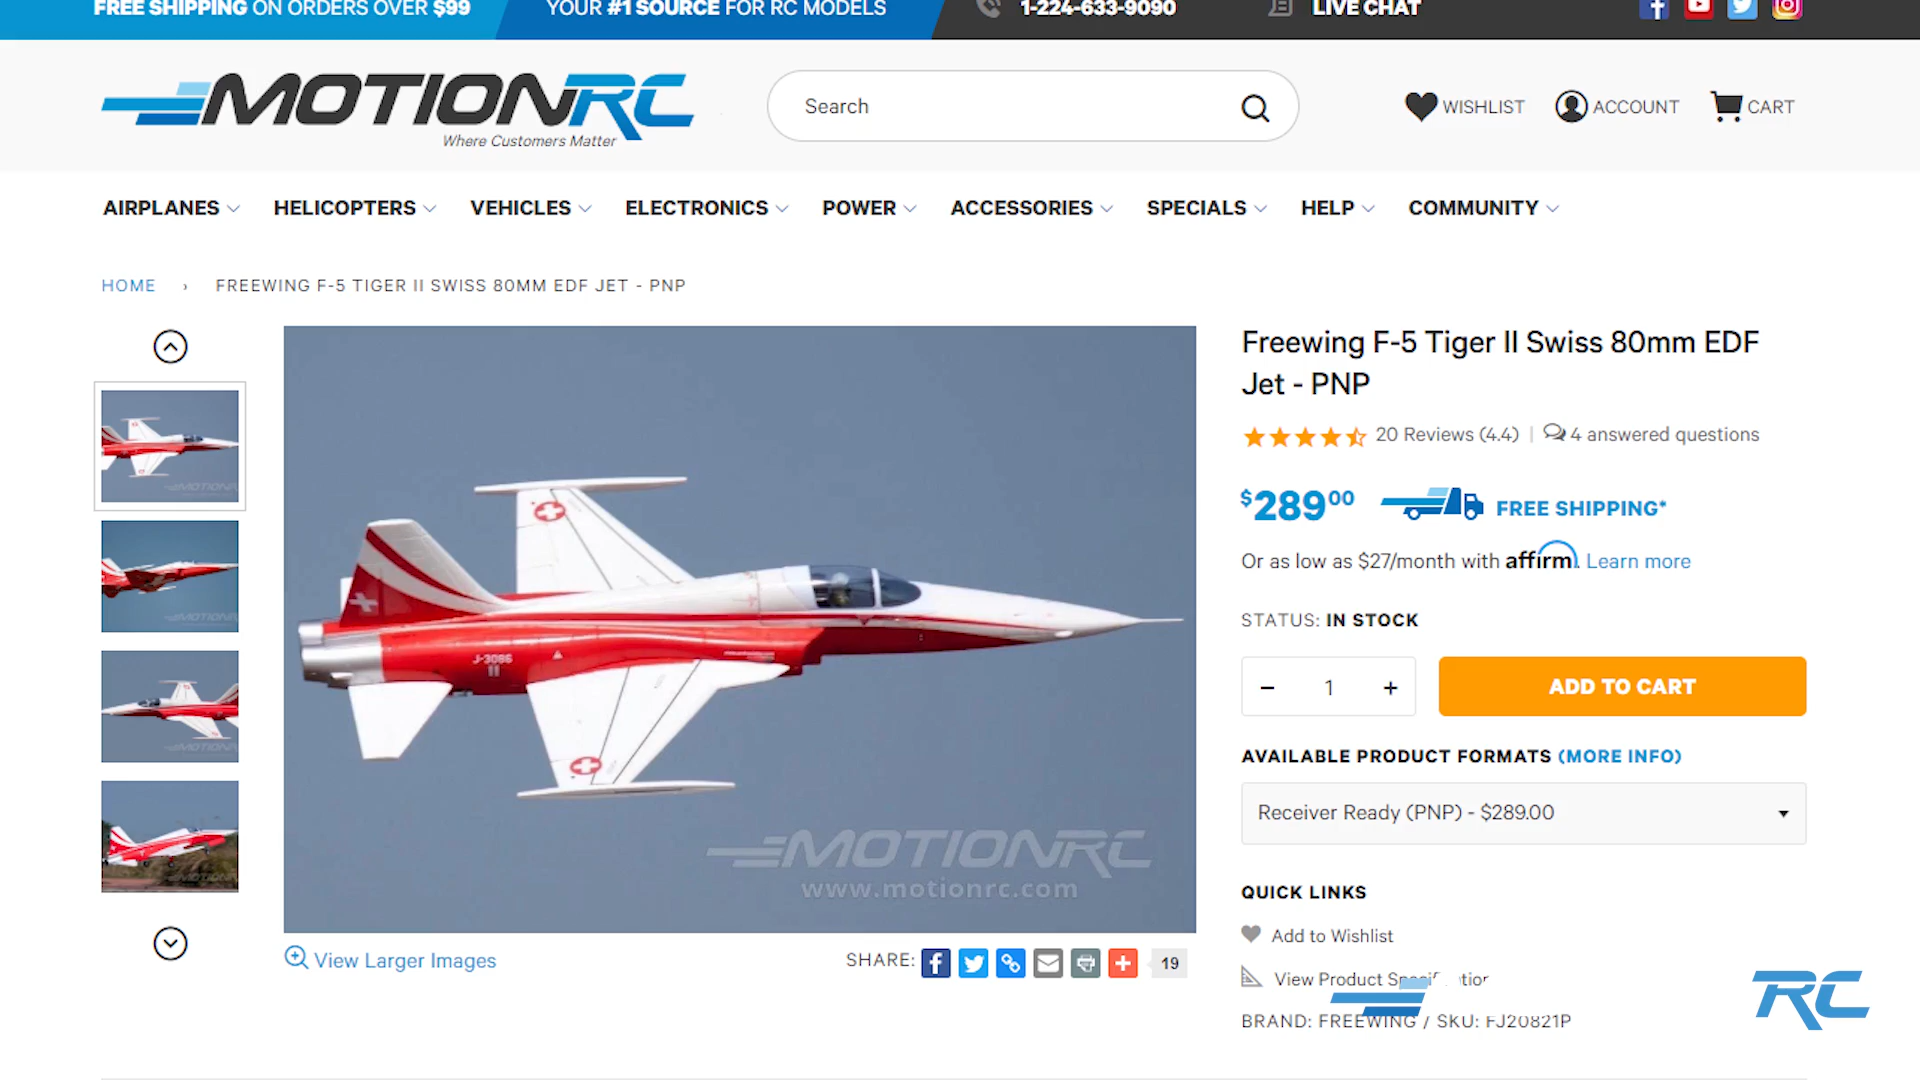 FREE SHIPPING ON ORDERS OVER $99
YOUR #1 SOURCE FOR RC MODELS
1-224-633-9090
LIVE CHAT
MOTIONRC
Where Customers Matter
Search
WISHLIST
ACCOUNT
CART
AIRPLANES
HELICOPTERS
VEHICLES
ELECTRONICS
POWER
ACCESSORIES
SPECIALS
HELP
COMMUNITY
HOME › FREEWING F-5 TIGER II SWISS 80MM EDF JET - PNP
Freewing F-5 Tiger II Swiss 80mm EDF
Jet - PNP
20 Reviews (4.4) | 4 answered questions
$289.00
FREE SHIPPING*
Or as low as $27/month with affirm. Learn more
STATUS: IN STOCK
− 1 +
ADD TO CART
AVAILABLE PRODUCT FORMATS (MORE INFO)
Receiver Ready (PNP) - $289.00
QUICK LINKS
Add to Wishlist
View Product
BRAND: FREEWING / SKU: FJ20821P
J-3086
MOTIONRC
www.motionrc.com
View Larger Images
SHARE:
19
RC